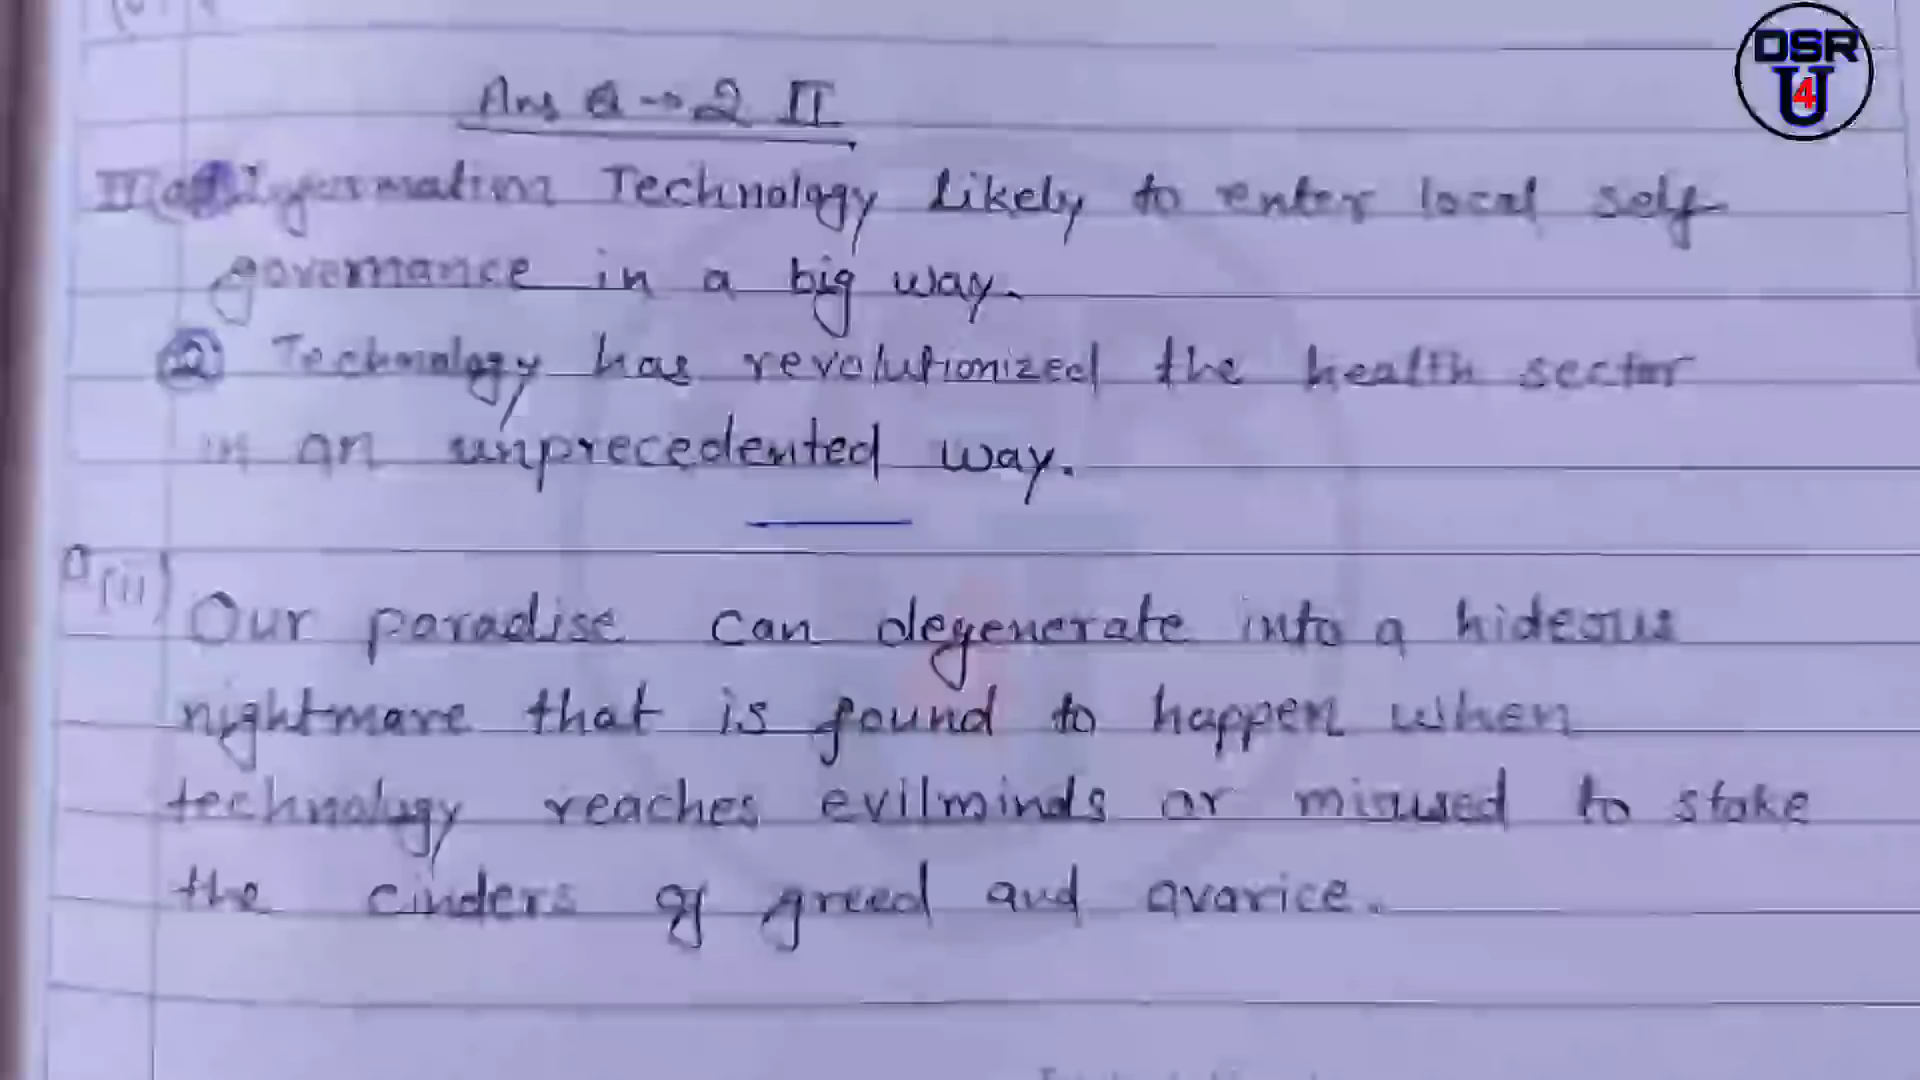 DSR
U
4
Ans Q → 2 II
II(a) ① Information Technology likely to enter local self
governance in a big way.
② Technology has revolutionized the health sector
in an unprecedented way.
(ii) Our paradise can degenerate into a hideous
nightmare that is found to happen when
technology reaches evilminds or misused to stoke
the cinders of greed and avarice.